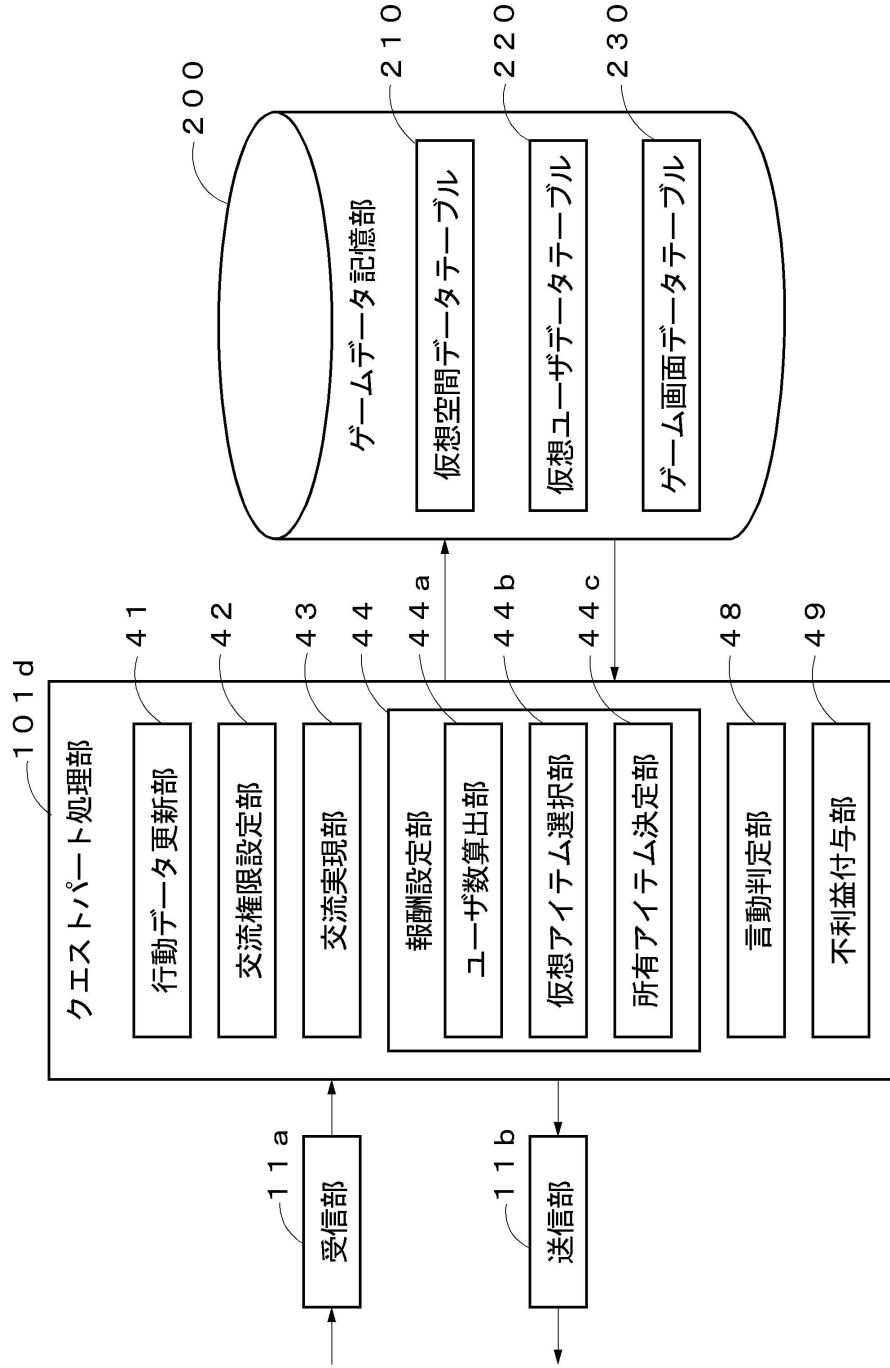 101d
クエストパート処理部
41
行動データ更新部
42
交流権限設定部
43
交流実現部
44
報酬設定部
44a
ユーザ数算出部
44b
仮想アイテム選択部
44c
所有アイテム決定部
48
言動判定部
49
不利益付与部
11a
受信部
11b
送信部
200
ゲームデータ記憶部
210
仮想空間データテーブル
220
仮想ユーザデータテーブル
230
ゲーム画面データテーブル